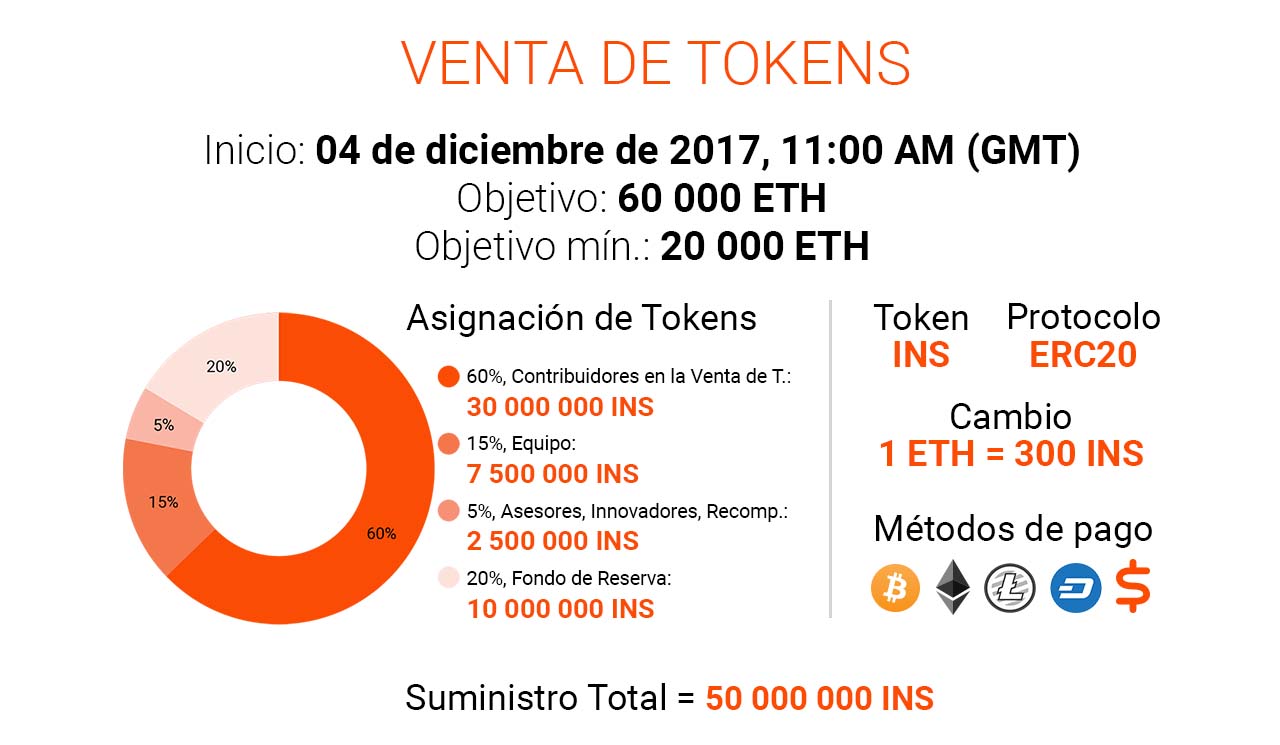 VENTA DE TOKENS
Inicio: 04 de diciembre de 2017, 11:00 AM (GMT)
Objetivo: 60 000 ETH
Objetivo mín.: 20 000 ETH
20%
5%
15%
60%
Asignación de Tokens
60%, Contribuidores en la Venta de T.:
30 000 000 INS
15%, Equipo:
7 500 000 INS
5%, Asesores, Innovadores, Recomp.:
2 500 000 INS
20%, Fondo de Reserva:
10 000 000 INS
Token
INS
Protocolo
ERC20
Cambio
1 ETH = 300 INS
Métodos de pago
Suministro Total = 50 000 000 INS